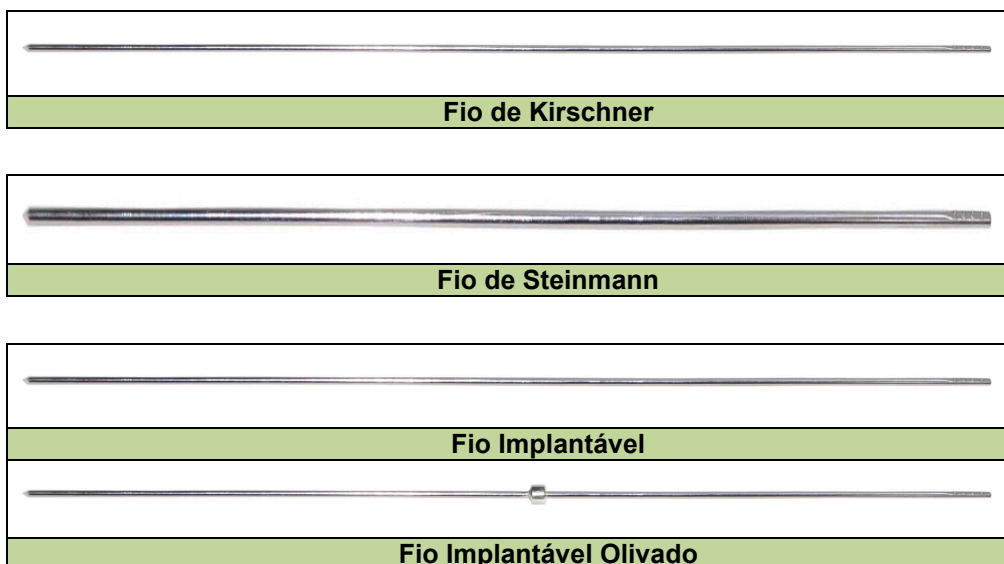 Fio de Kirschner
Fio de Steinmann
Fio Implantável
Fio Implantável Olivado